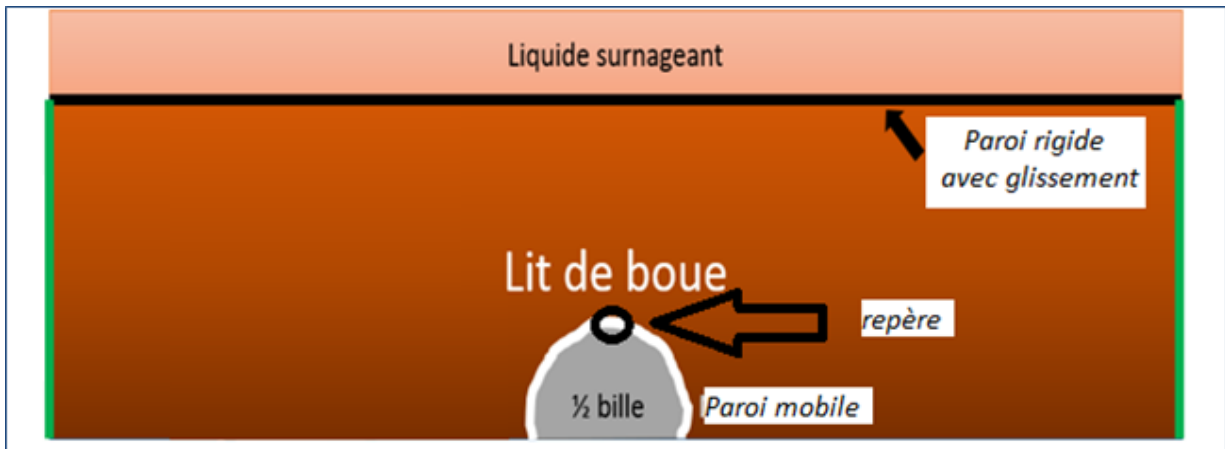 Liquide surnageant
Paroi rigide
avec glissement
Lit de boue
repère
½ bille
Paroi mobile